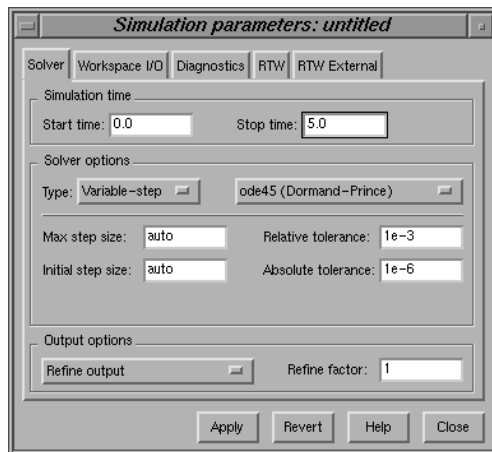 Simulation parameters: untitled
Solver Workspace I/O Diagnostics RTW RTW External
Simulation time
Start time: 0.0 Stop time: 5.0
Solver options
Type: Variable-step ode45 (Dormand-Prince)
Max step size: auto Relative tolerance: 1e-3
Initial step size: auto Absolute tolerance: 1e-6
Output options
Refine output Refine factor: 1
Apply Revert Help Close